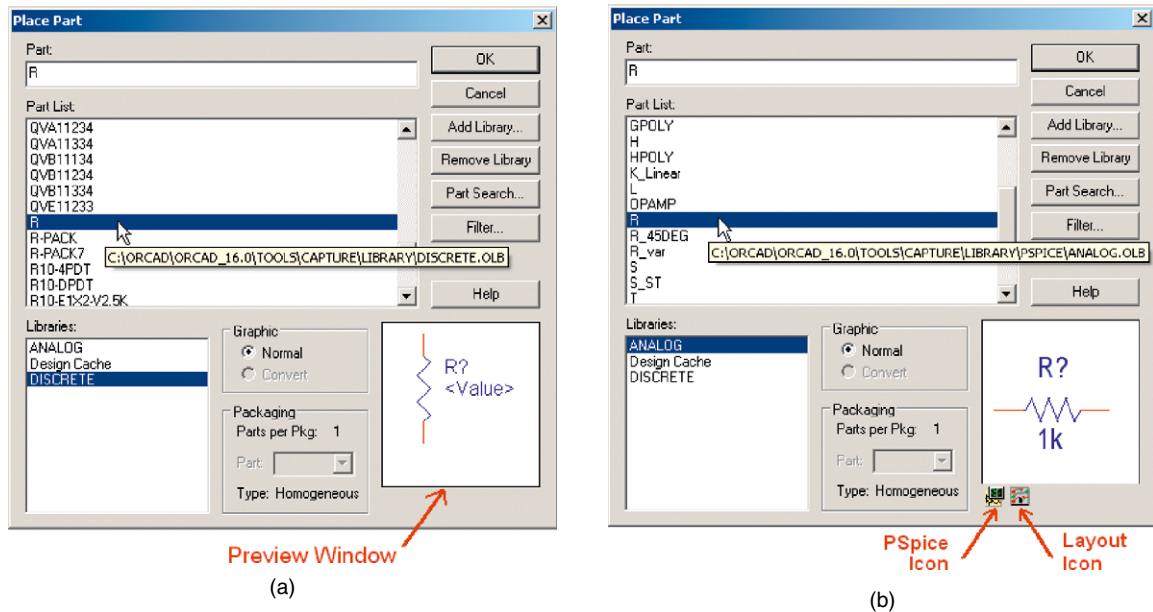 Place Part
Part:
R
OK
Cancel
Part List:
Add Library...
QVA11234
QVA11334
QVB11134
QVB11234
QVB11334
QVE11233
R
R-PACK
R-PACK7
R10-4PDT
R10-DPDT
R10-E1X2-V2.5K
C:\ORCAD\ORCAD_16.0\TOOLS\CAPTURE\LIBRARY\DISCRETE.OLB
Remove Library
Part Search...
Filter...
Help
Libraries:
ANALOG
Design Cache
DISCRETE
Graphic
Normal
Convert
Packaging
Parts per Pkg: 1
Part:
Type: Homogeneous
R?
<Value>
Preview Window
(a)
Place Part
Part:
R
OK
Cancel
Part List:
Add Library...
GPOLY
H
HPOLY
K_Linear
L
OPAMP
R
R_45DEG
R_var
S
S_ST
T
C:\ORCAD\ORCAD_16.0\TOOLS\CAPTURE\LIBRARY\PSPICE\ANALOG.OLB
Remove Library
Part Search...
Filter...
Help
Libraries:
ANALOG
Design Cache
DISCRETE
Graphic
Normal
Convert
Packaging
Parts per Pkg: 1
Part:
Type: Homogeneous
R?
1k
PSpice
Icon
Layout
Icon
(b)